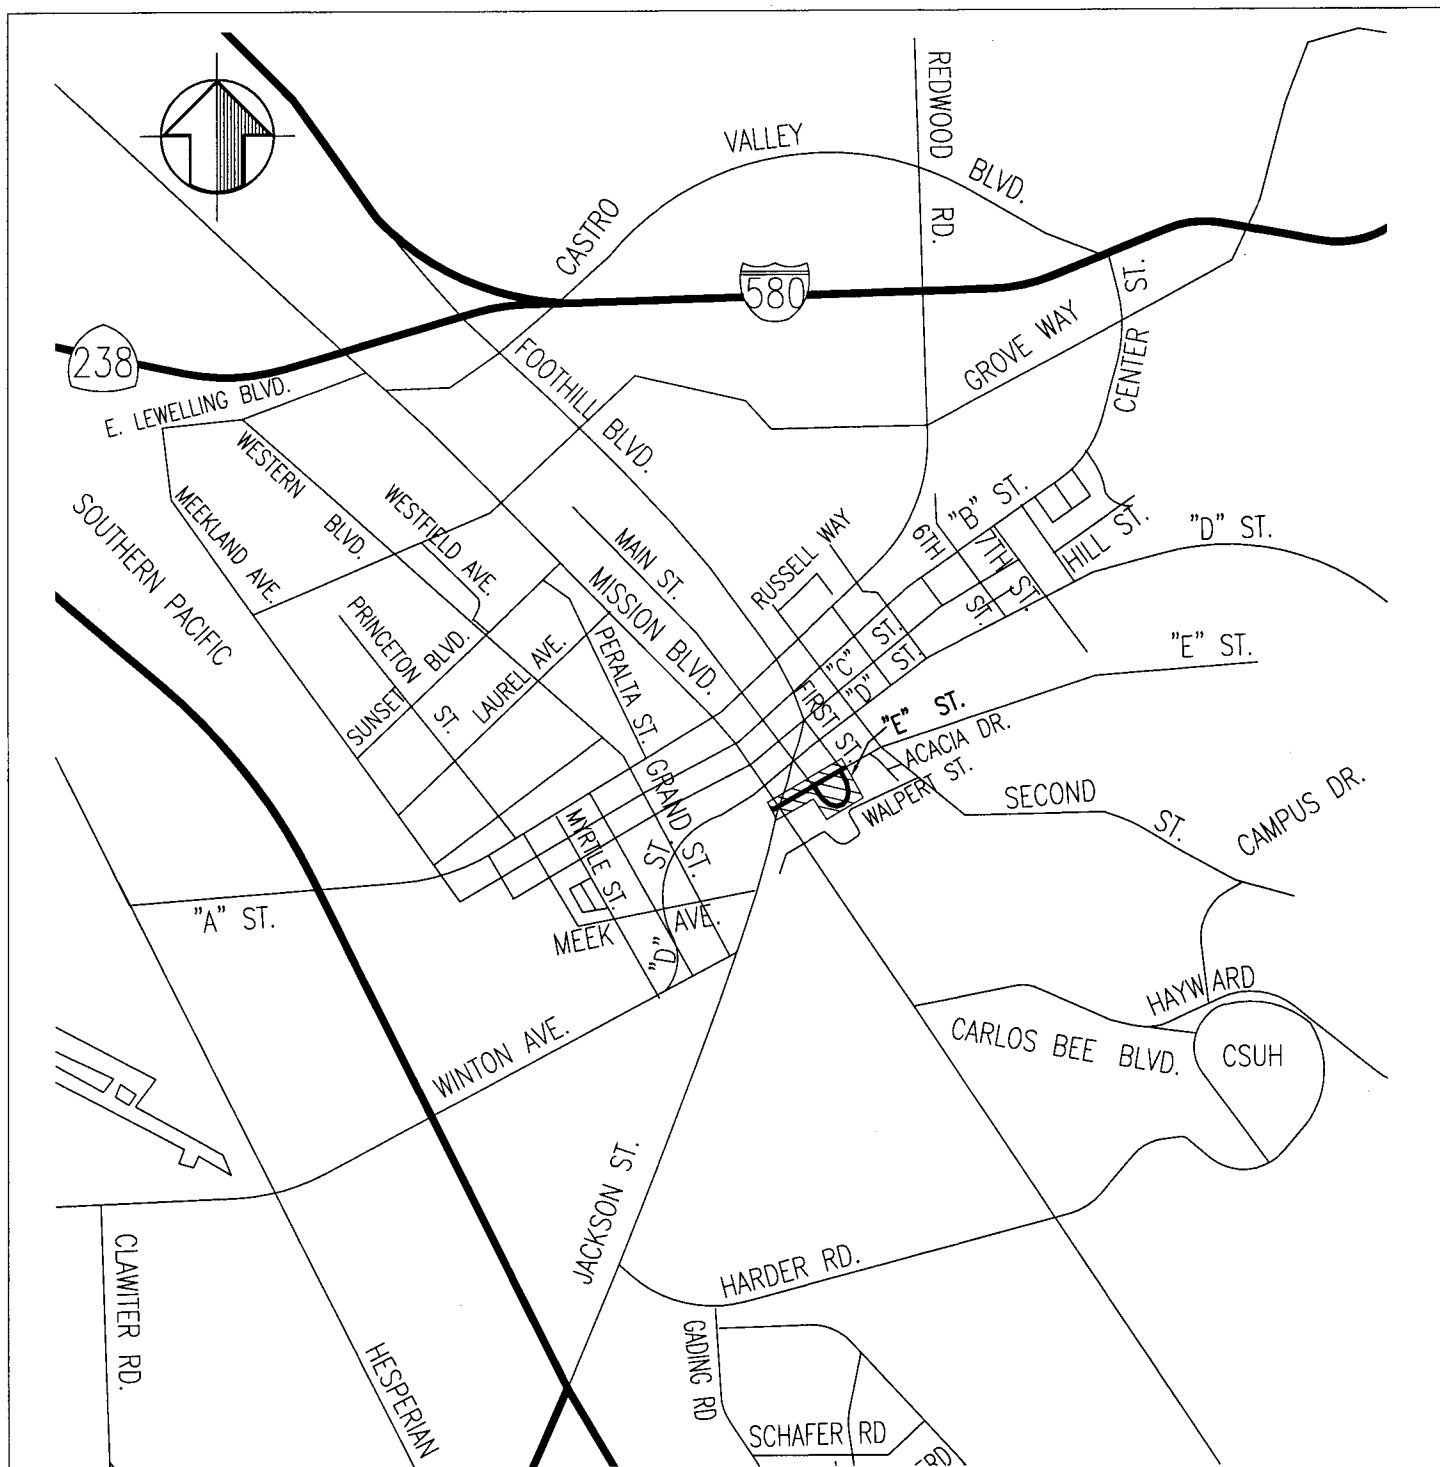 REDWOOD RD.
VALLEY
BLVD.
CASTRO
580
238
ST.
CENTER
GROVE WAY
FOOTHILL BLVD.
E. LEWELLING BLVD.
WESTERN BLVD.
WESTFIELD AVE.
MEEKLAND AVE.
SOUTHERN PACIFIC
MAIN ST.
MISSION BLVD.
RUSSELL WAY
6TH ST.
"B" ST.
7TH ST.
HILL ST.
"D" ST.
PRINCETON ST.
SUNSET BLVD.
LAUREL AVE.
PERALTA ST.
"C" ST.
"D" ST.
FIRST ST.
"E" ST.
"E" ST.
ACACIA DR.
WALPERT ST.
SECOND ST.
CAMPUS DR.
GRAND ST.
MYRTLE ST.
"D" ST.
MEEK AVE.
"A" ST.
HAYWARD
CARLOS BEE BLVD.
CSUH
WINTON AVE.
JACKSON ST.
HARDER RD.
CLAWITER RD.
HESPERIAN
GADING RD
SCHAFER RD